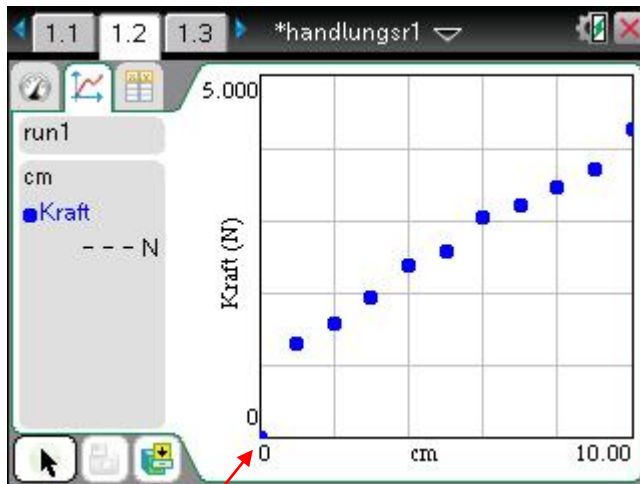 1.1 1.2 1.3 *handlungsr1
run1
cm
Kraft
--- N
5.000
Kraft (N)
0
0 cm 10.00